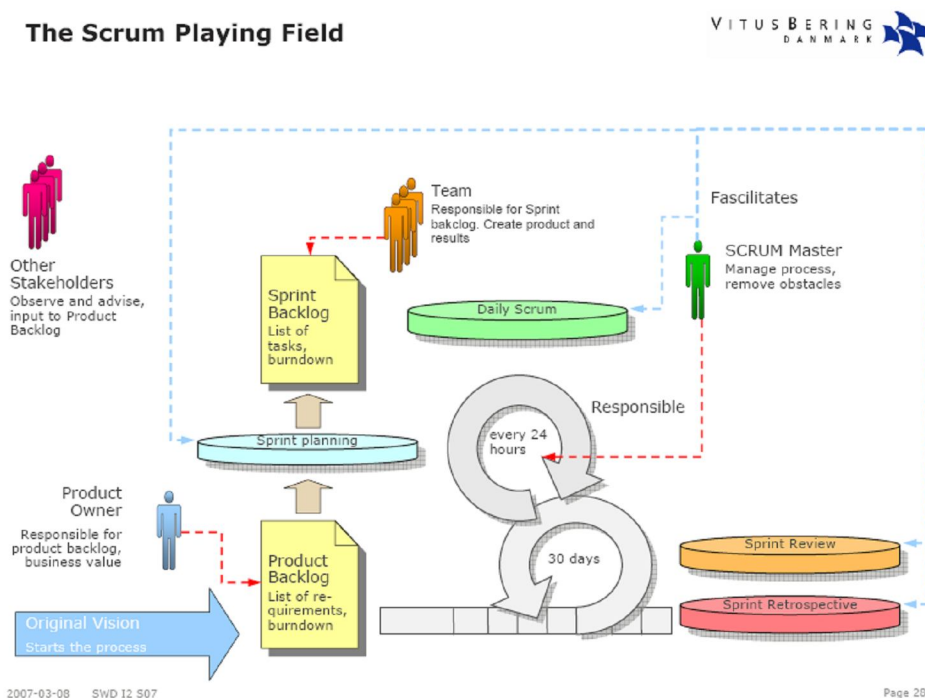 The Scrum Playing Field
VITUS BERING
DANMARK
Other
Stakeholders
Observe and advise,
input to Product
Backlog
Team
Responsible for Sprint
bakclog. Create product and
results
Fascilitates
SCRUM Master
Manage process,
remove obstacles
Sprint
Backlog
List of
tasks,
burndown
Daily Scrum
Responsible
every 24
hours
Sprint planning
Product
Owner
Responsible for
product backlog,
business value
Product
Backlog
List of re-
quirements,
burndown
30 days
Sprint Review
Sprint Retrospective
Original Vision
Starts the process
2007-03-08 SWD I2 S07
Page 28